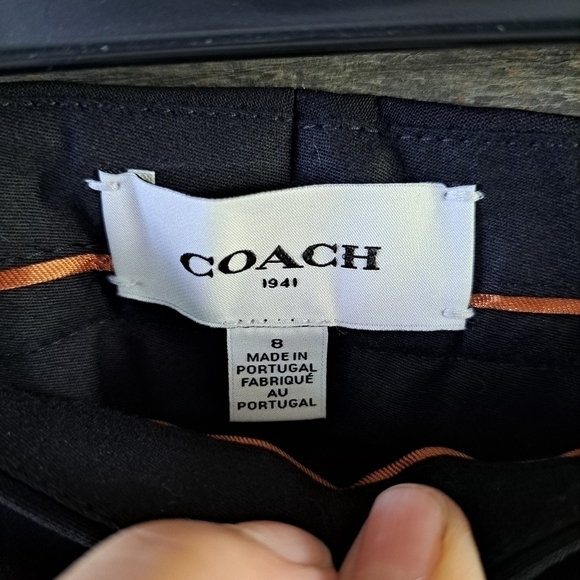 COACH
1941
8
MADE IN
PORTUGAL
FABRIQUÉ
AU
PORTUGAL